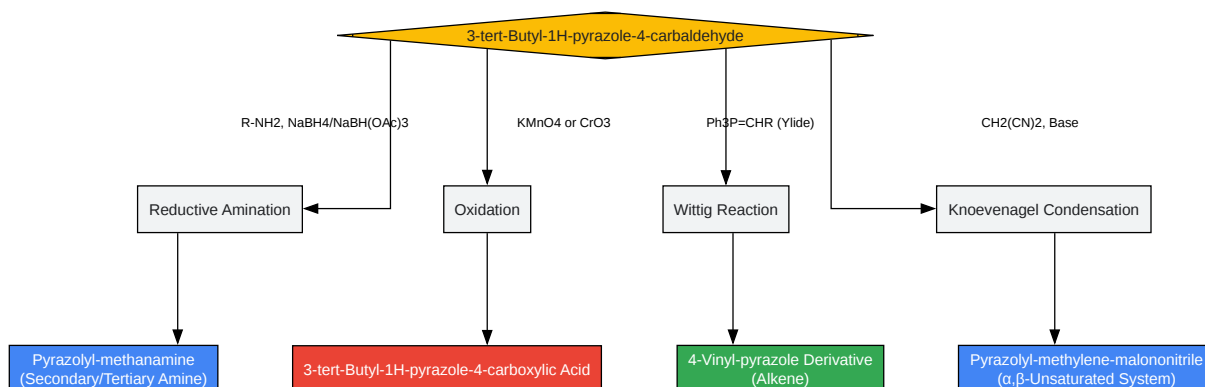 3-tert-Butyl-1H-pyrazole-4-carbaldehyde
R-NH2, NaBH4/NaBH(OAc)3
KMnO4 or CrO3
Ph3P=CHR (Ylide)
CH2(CN)2, Base
Reductive Amination
Oxidation
Wittig Reaction
Knoevenagel Condensation
Pyrazolyl-methanamine
(Secondary/Tertiary Amine)
3-tert-Butyl-1H-pyrazole-4-carboxylic Acid
4-Vinyl-pyrazole Derivative
(Alkene)
Pyrazolyl-methylene-malononitrile
(α,β-Unsaturated System)